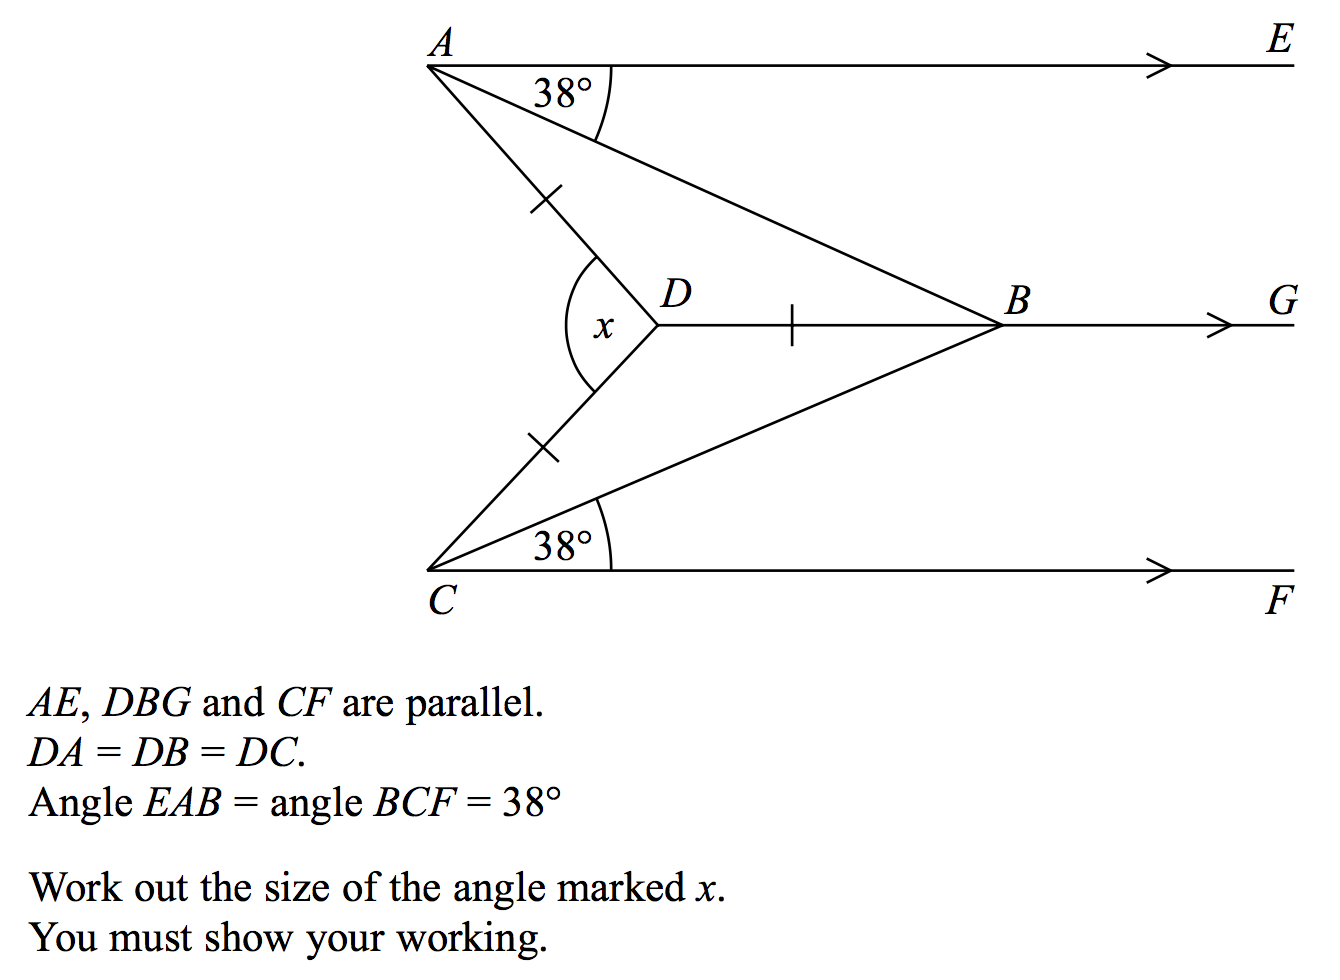 A
E
38°
D
B
G
x
38°
C
F
AE, DBG and CF are parallel.
DA = DB = DC.
Angle EAB = angle BCF = 38°
Work out the size of the angle marked x.
You must show your working.